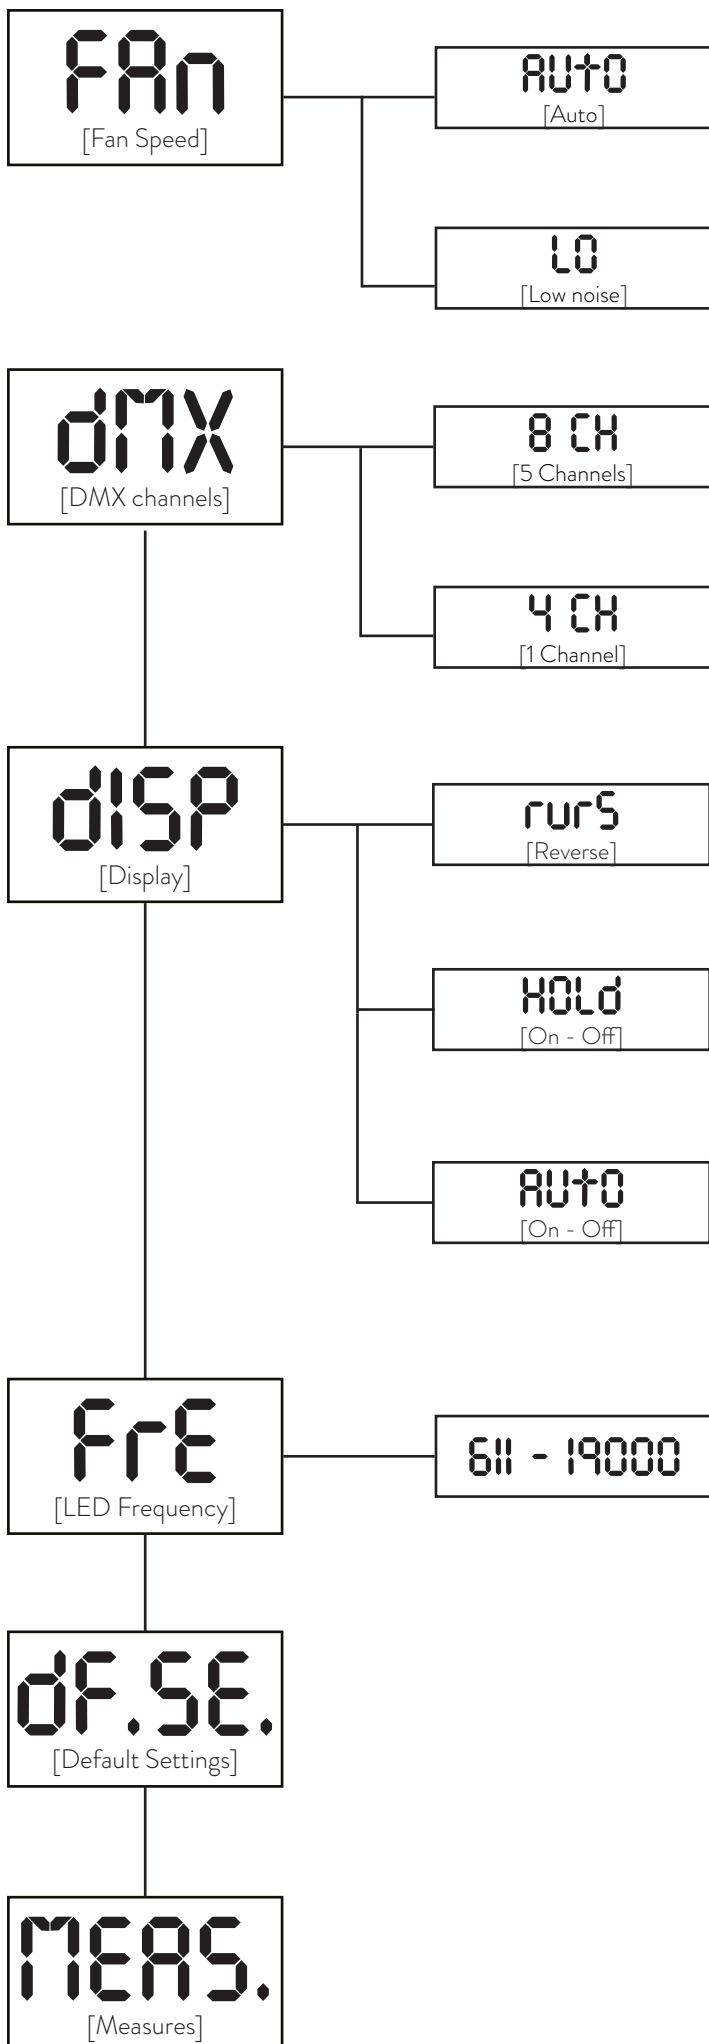 FAn
[Fan Speed]
AUtO
[Auto]
LO
[Low noise]
dMX
[DMX channels]
8 CH
[5 Channels]
4 CH
[1 Channel]
dISP
[Display]
rurS
[Reverse]
HOLd
[On - Off]
AUtO
[On - Off]
FrE
[LED Frequency]
611 - 19000
dF.SE.
[Default Settings]
MEAS.
[Measures]